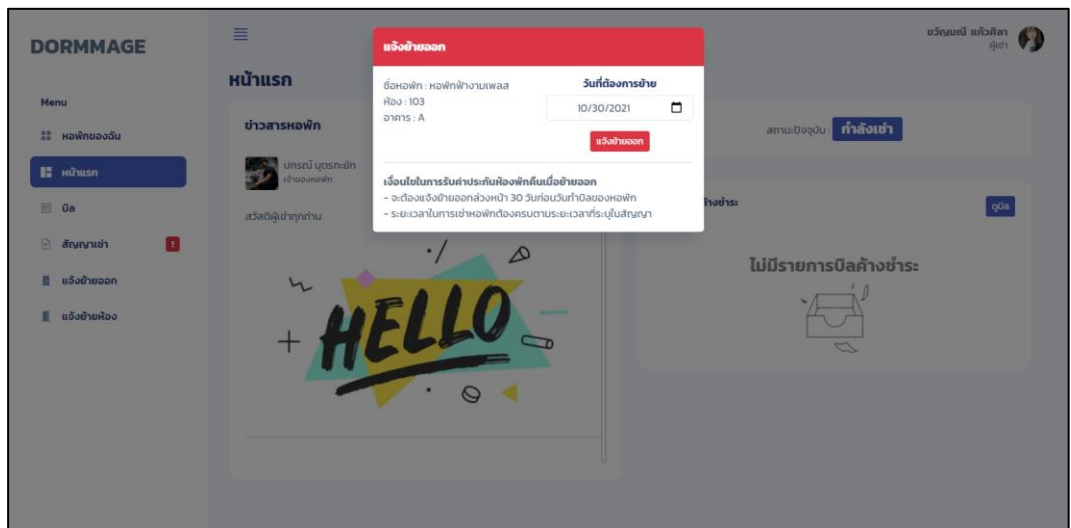 DORMMAGE
ขวัญมณี แก้วศิลา
ผู้เช่า
Menu
หอพักของฉัน
หน้าแรก
บิล
สัญญาเช่า
!
แจ้งย้ายออก
แจ้งย้ายห้อง
หน้าแรก
ข่าวสารหอพัก
ปกรณ์ บุตรทะยัก
เจ้าของหอพัก
สวัสดีผู้เช่าทุกท่าน
HELLO
แจ้งย้ายออก
ชื่อหอพัก : หอพักฟ้างามเพลส
ห้อง : 103
อาคาร : A
วันที่ต้องการย้าย
10/30/2021
แจ้งย้ายออก
เงื่อนไขในการรับค่าประกันห้องพักคืนเมื่อย้ายออก
- จะต้องแจ้งย้ายออกล่วงหน้า 30 วันก่อนวันทำบิลของหอพัก
- ระยะเวลาในการเช่าหอพักต้องครบตามระยะเวลาที่ระบุในสัญญา
สถานะปัจจุบัน : กำลังเช่า
ค้างชำระ
ดูบิล
ไม่มีรายการบิลค้างชำระ